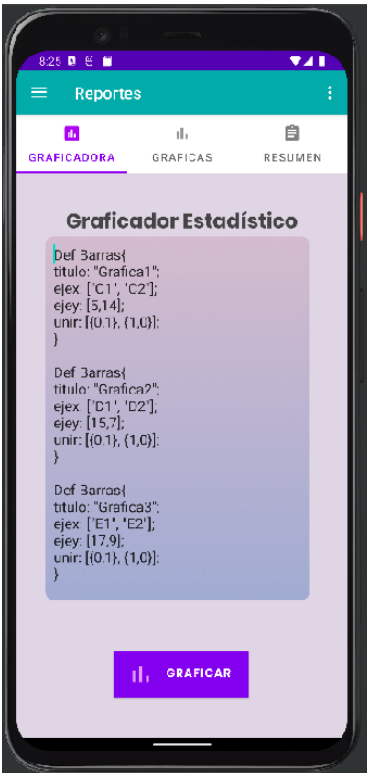 8:25
Reportes
GRAFICADORA GRAFICAS RESUMEN
Graficador Estadístico
Def Barras{
titulo: "Grafica1";
ejex: ['C1', 'C2'];
ejey: [5,14];
unir: [{0,1}, {1,0}];
}
Def Barras{
titulo: "Grafica2";
ejex: ['D1', 'D2'];
ejey: [15,7];
unir: [{0,1}, {1,0}];
}
Def Barras{
titulo: "Grafica3";
ejex: ['E1', 'E2'];
ejey: [17,9];
unir: [{0,1}, {1,0}];
}
GRAFICAR